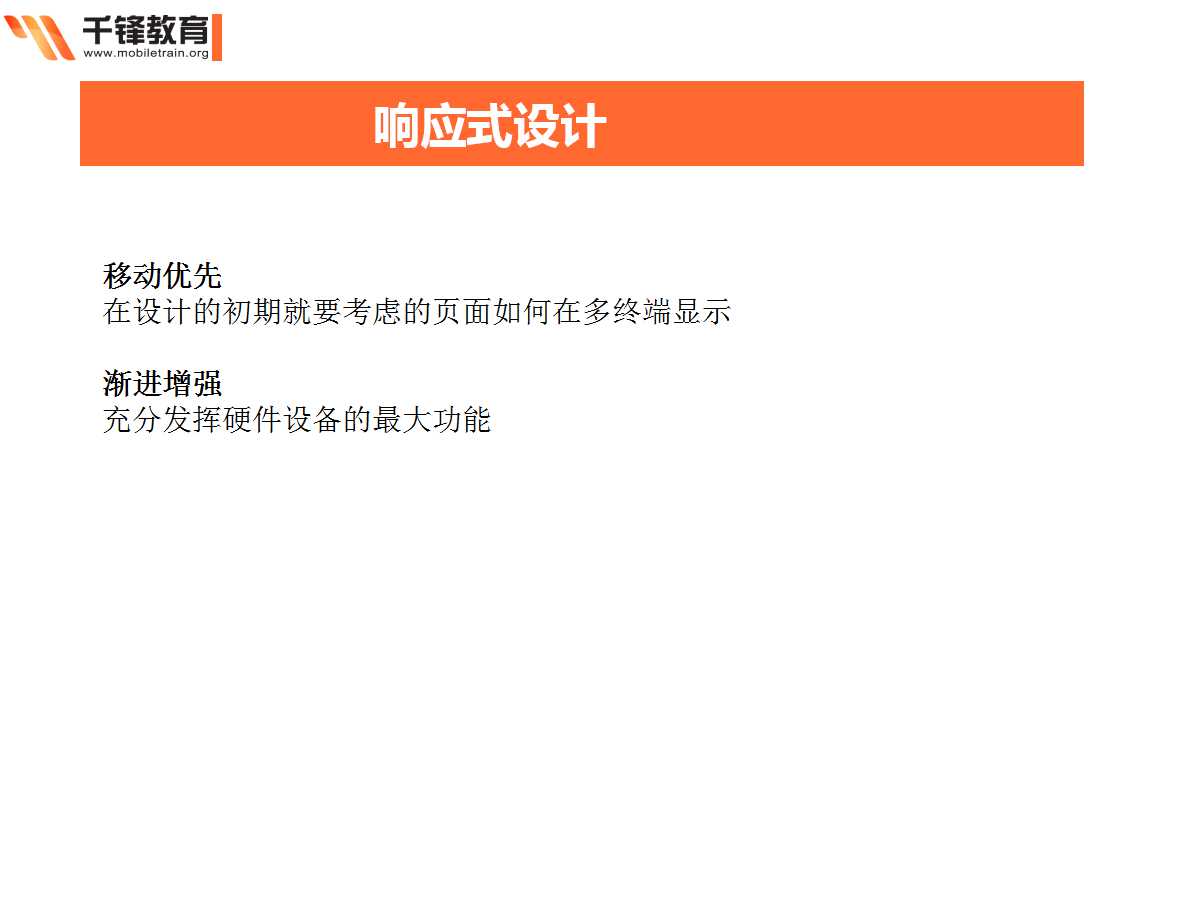 千锋教育
www.mobiletrain.org
响应式设计
移动优先
在设计的初期就要考虑的页面如何在多终端显示
渐进增强
充分发挥硬件设备的最大功能